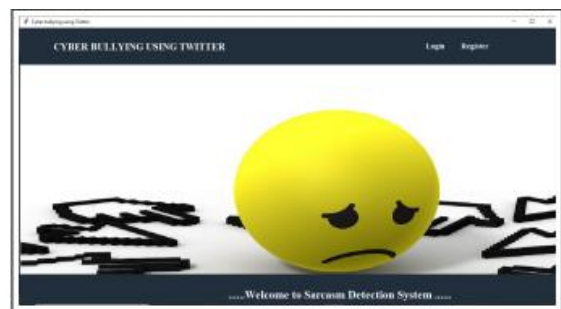 Cyber bullying using Twitter
CYBER BULLYING USING TWITTER
Login Register
.....Welcome to Sarcasm Detection System .....